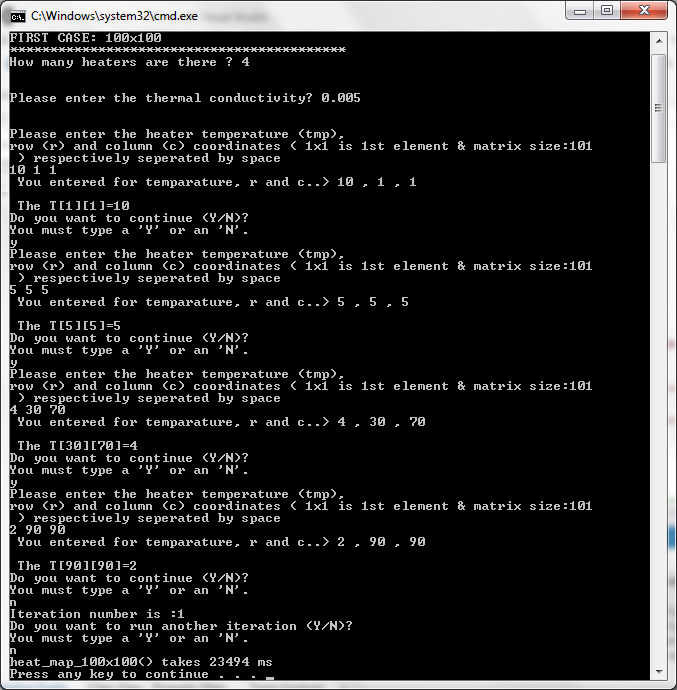 C:\Windows\system32\cmd.exe
FIRST CASE: 100x100
******************************************
How many heaters are there ? 4
Please enter the thermal conductivity? 0.005
Please enter the heater temperature (tmp),
row (r) and column (c) coordinates ( 1x1 is 1st element & matrix size:101
) respectively seperated by space
10 1 1
You entered for temparature, r and c..> 10 , 1 , 1
The T[1][1]=10
Do you want to continue (Y/N)?
You must type a 'Y' or an 'N'.
y
Please enter the heater temperature (tmp),
row (r) and column (c) coordinates ( 1x1 is 1st element & matrix size:101
) respectively seperated by space
5 5 5
You entered for temparature, r and c..> 5 , 5 , 5
The T[5][5]=5
Do you want to continue (Y/N)?
You must type a 'Y' or an 'N'.
y
Please enter the heater temperature (tmp),
row (r) and column (c) coordinates ( 1x1 is 1st element & matrix size:101
) respectively seperated by space
4 30 70
You entered for temparature, r and c..> 4 , 30 , 70
The T[30][70]=4
Do you want to continue (Y/N)?
You must type a 'Y' or an 'N'.
y
Please enter the heater temperature (tmp),
row (r) and column (c) coordinates ( 1x1 is 1st element & matrix size:101
) respectively seperated by space
2 90 90
You entered for temparature, r and c..> 2 , 90 , 90
The T[90][90]=2
Do you want to continue (Y/N)?
You must type a 'Y' or an 'N'.
n
Iteration number is :1
Do you want to run another iteration (Y/N)?
You must type a 'Y' or an 'N'.
n
heat_map_100x100() takes 23494 ms
Press any key to continue . . . _